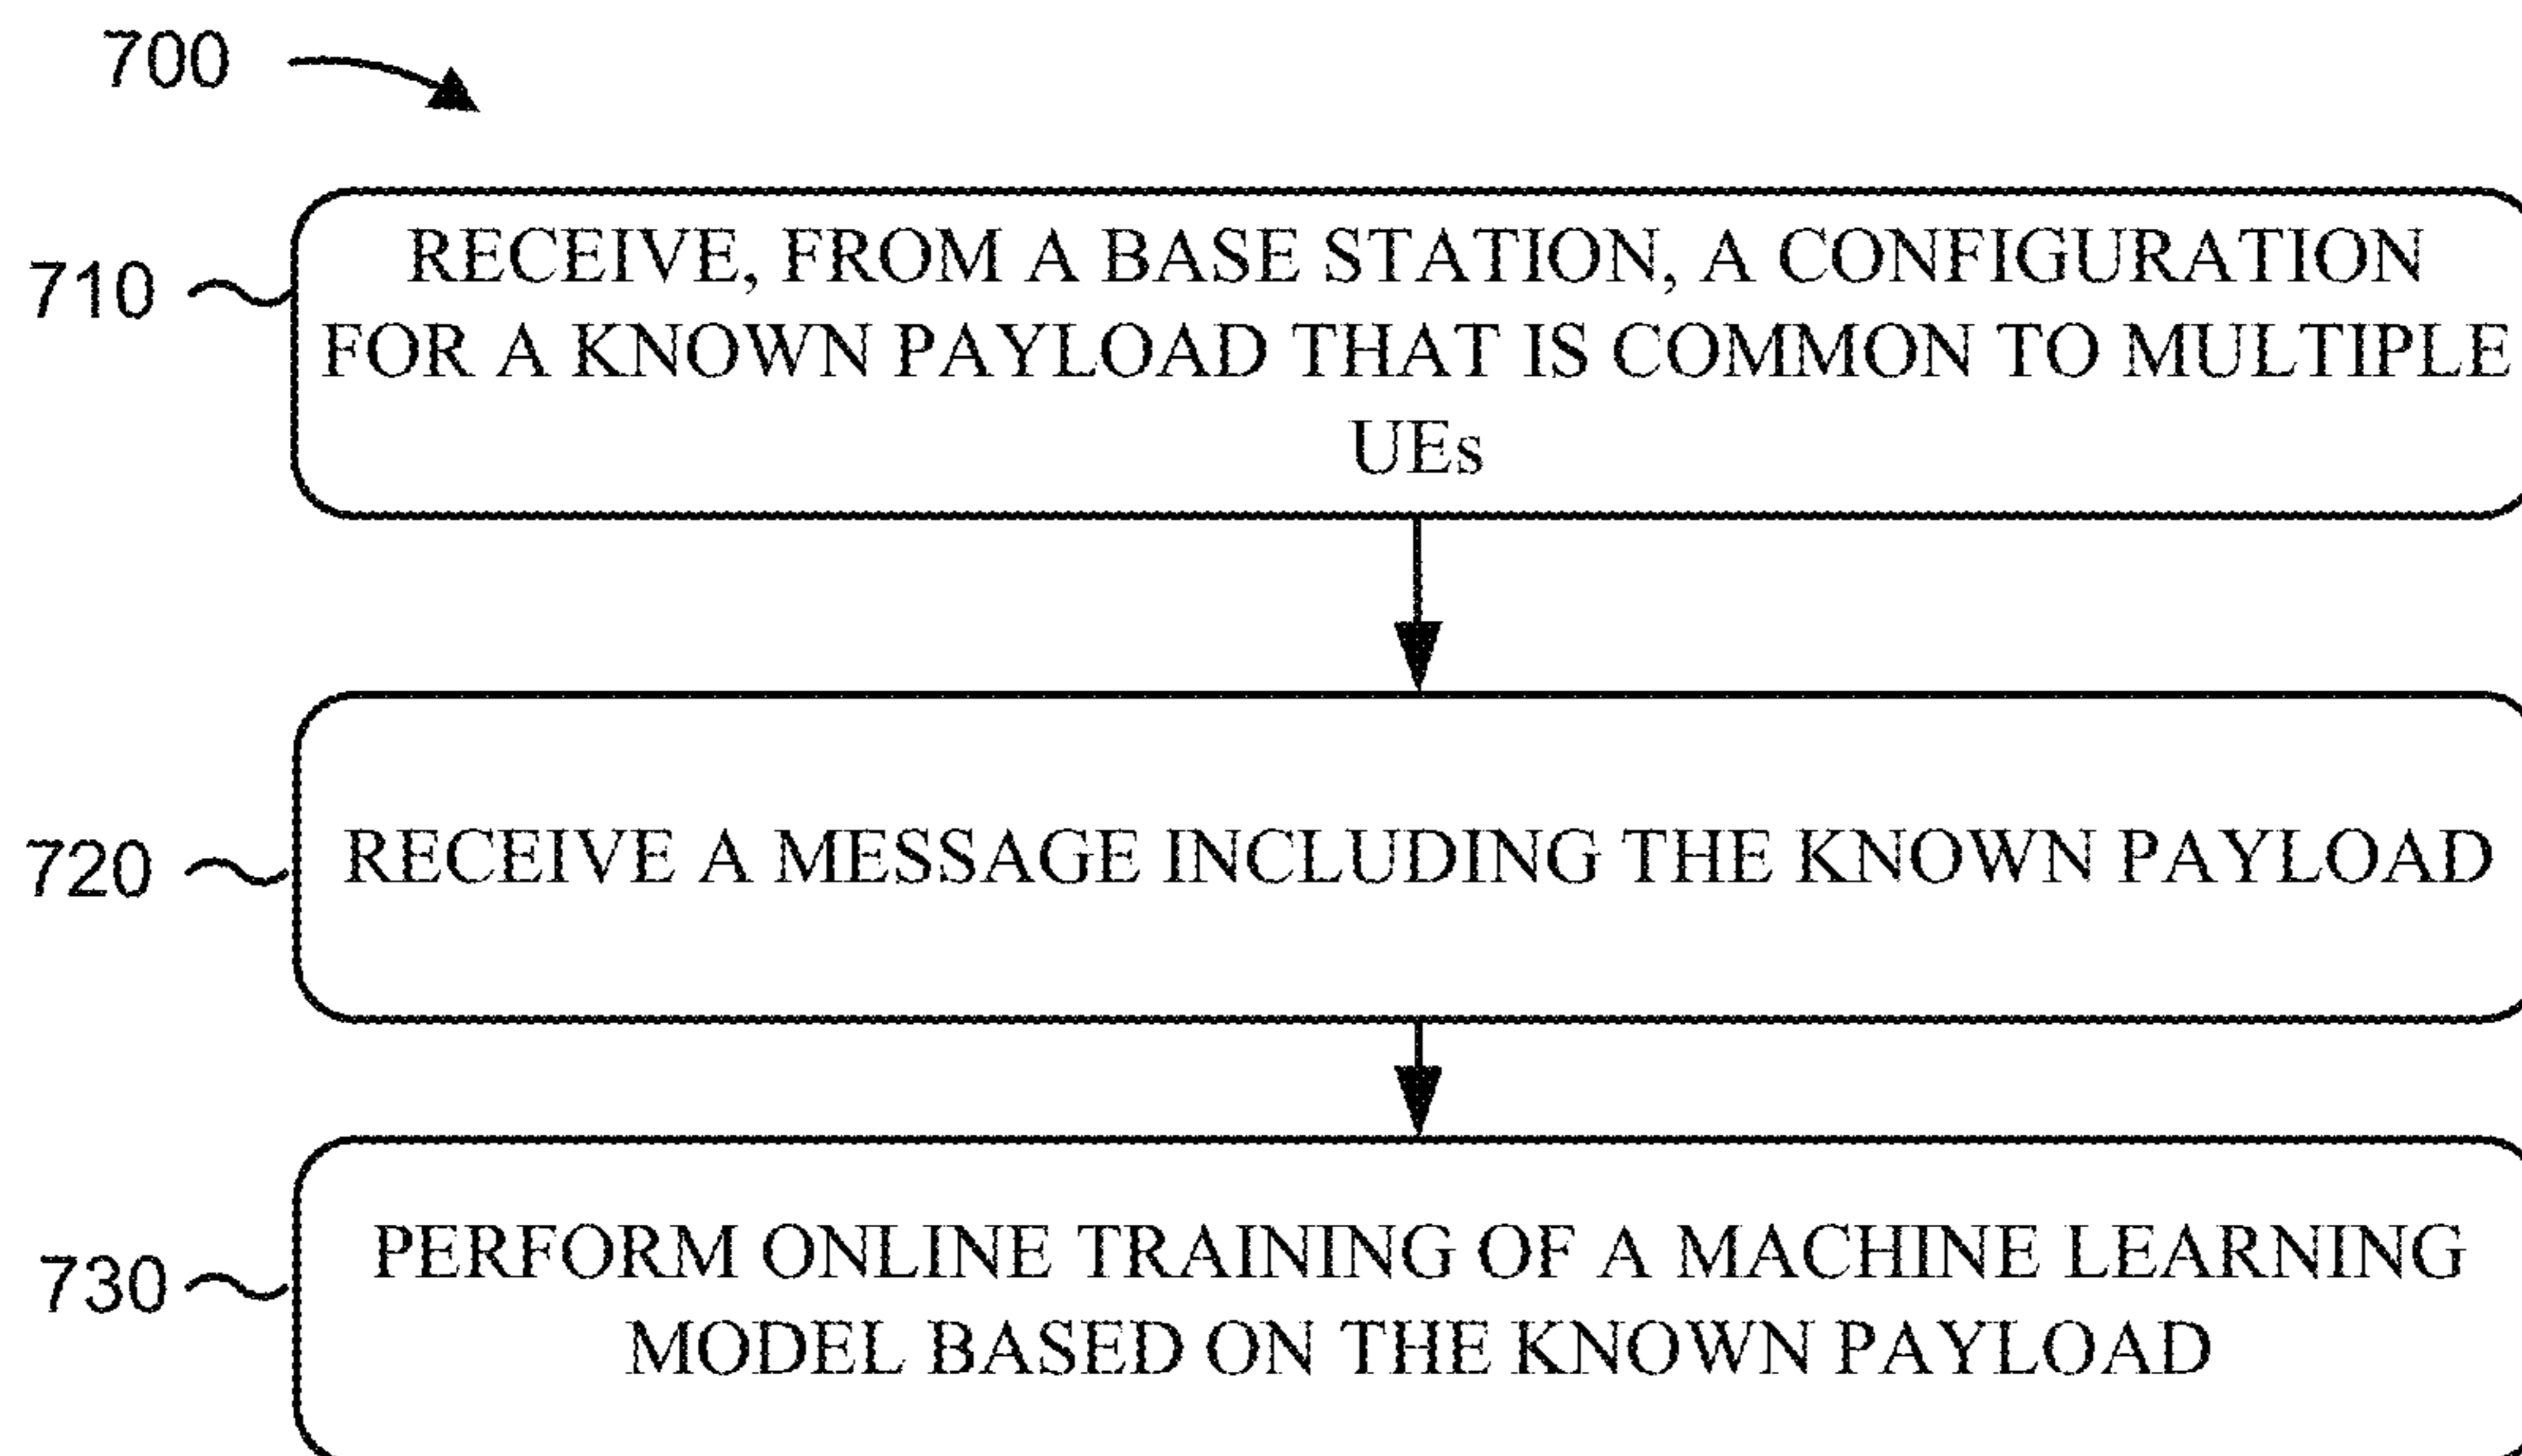 700
710
RECEIVE, FROM A BASE STATION, A CONFIGURATION
FOR A KNOWN PAYLOAD THAT IS COMMON TO MULTIPLE
UEs
720
RECEIVE A MESSAGE INCLUDING THE KNOWN PAYLOAD
730
PERFORM ONLINE TRAINING OF A MACHINE LEARNING
MODEL BASED ON THE KNOWN PAYLOAD